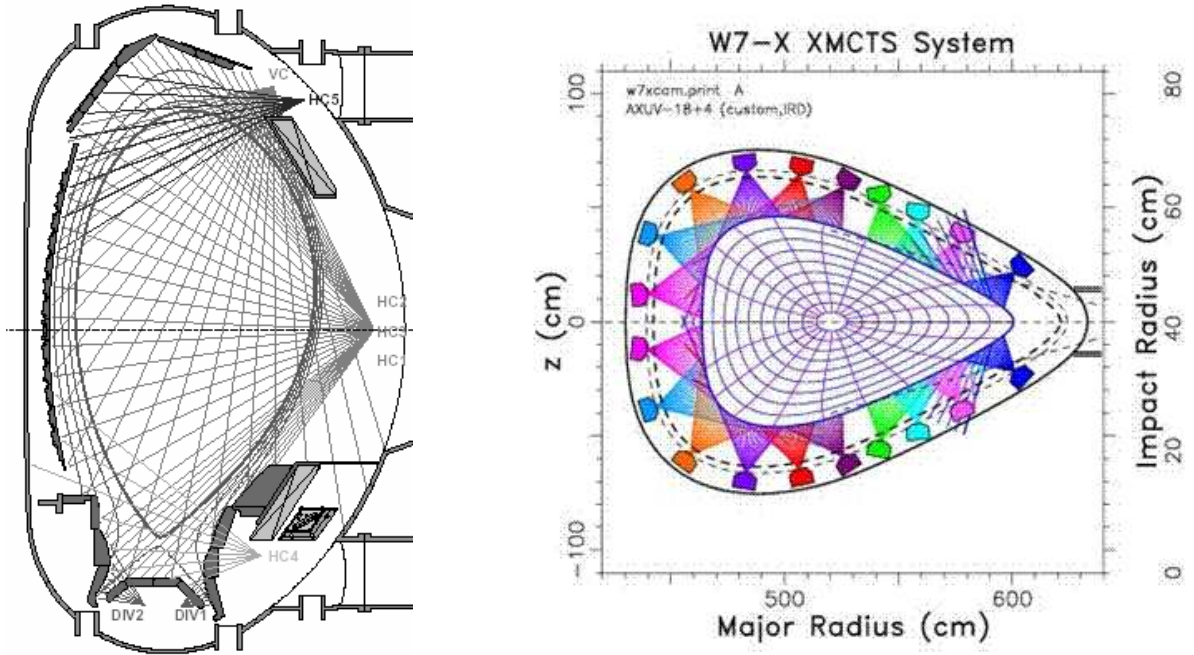 VC
HC5
HC2
HC3
HC1
HC4
DIV2
DIV1
W7-X XMCTS System
w7xcam.print A
AXUV-18+4 (custom,IRD)
100
0
-100
z (cm)
500
600
Major Radius (cm)
80
60
40
20
0
Impact Radius (cm)